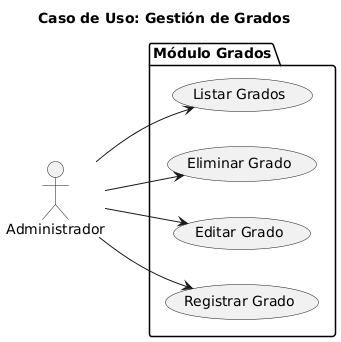 Caso de Uso: Gestión de Grados
Módulo Grados
Listar Grados
Eliminar Grado
Administrador
Editar Grado
Registrar Grado